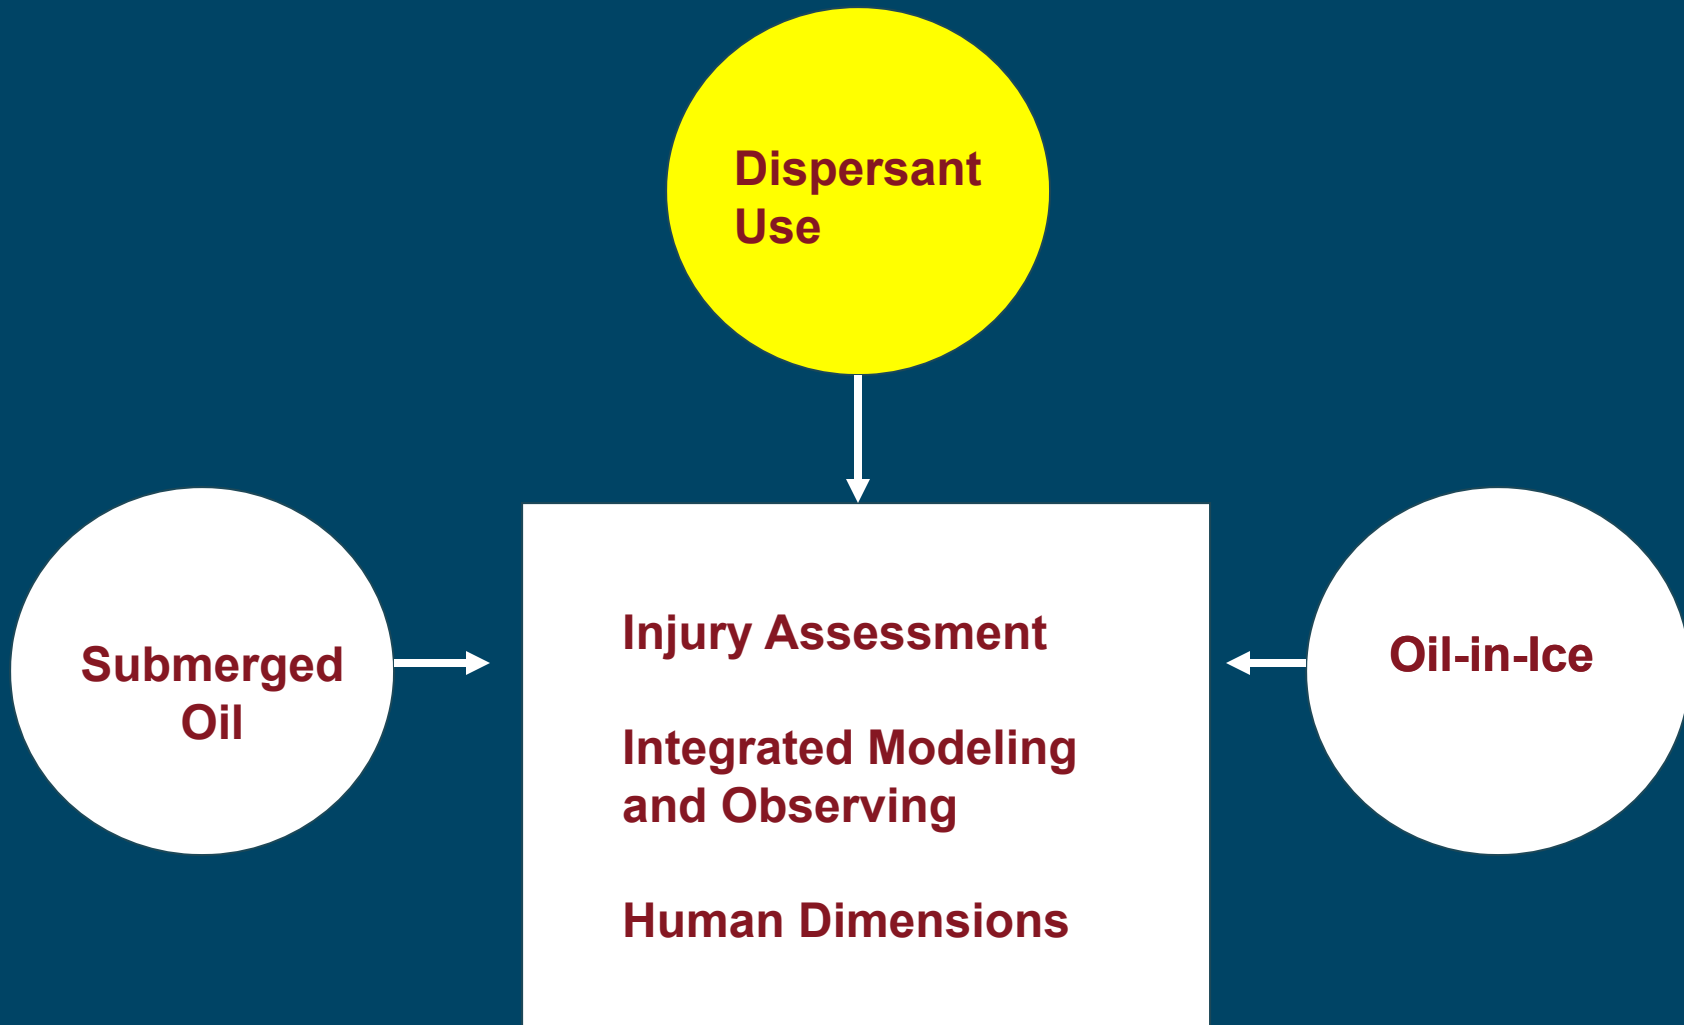 Dispersant
Use
Submerged
Oil
Injury Assessment
Integrated Modeling
and Observing
Human Dimensions
Oil-in-Ice